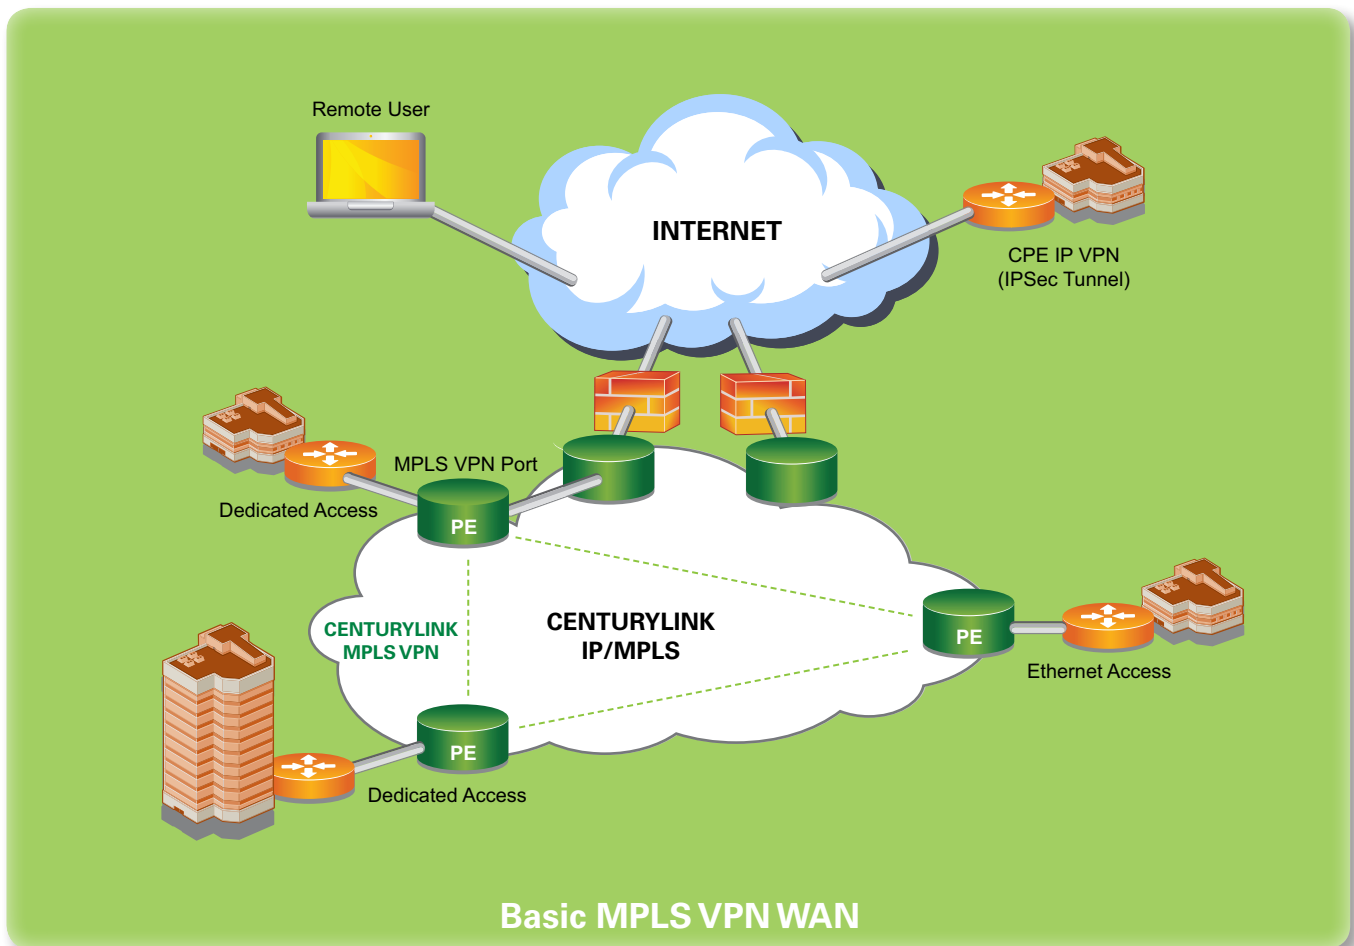 Remote User
INTERNET
CPE IP VPN
(IPSec Tunnel)
MPLS VPN Port
Dedicated Access
PE
CENTURYLINK
MPLS VPN
CENTURYLINK
IP/MPLS
PE
Ethernet Access
PE
Dedicated Access
Basic MPLS VPN WAN